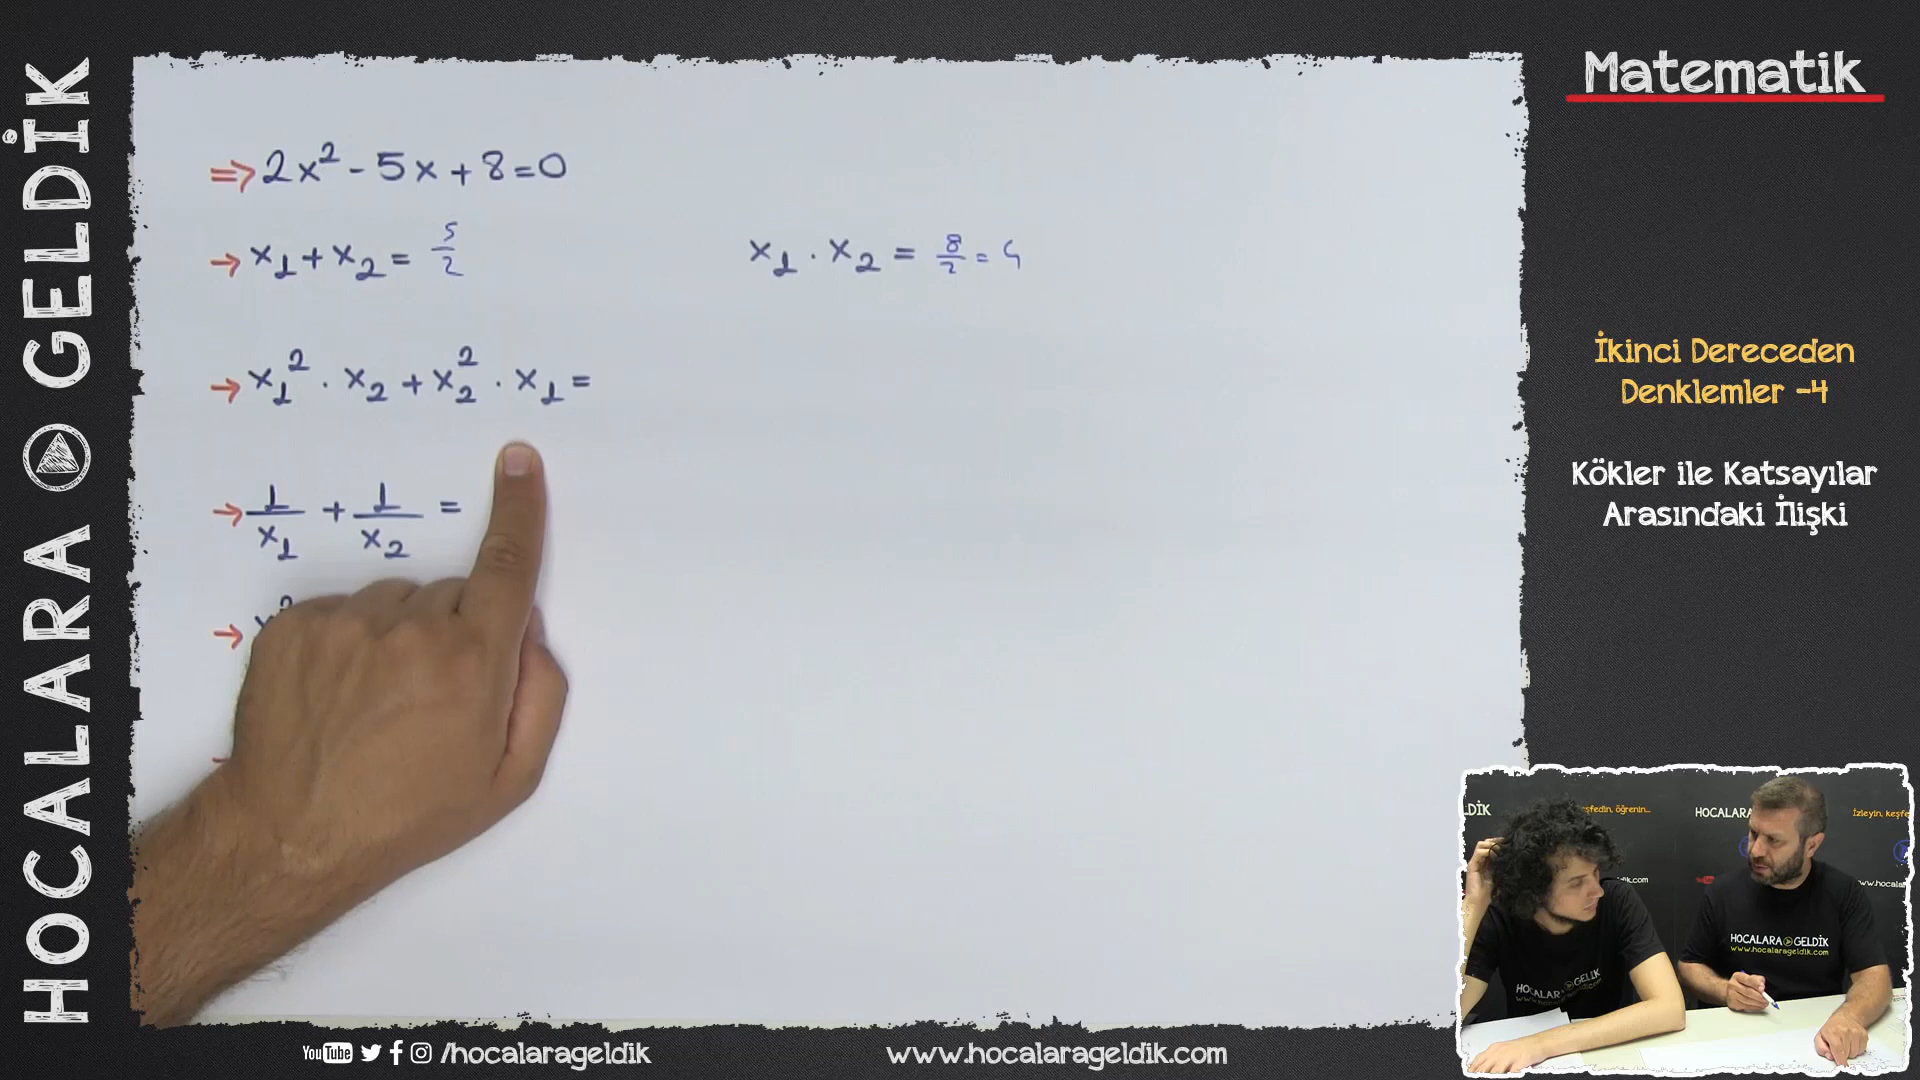 HOCALARA GELDİK
Matematik
⇒ 2x² - 5x + 8 = 0
→ x₁ + x₂ = 5/2
x₁ · x₂ = 8/2 = 4
→ x₁² · x₂ + x₂² · x₁ =
→ 1/x₁ + 1/x₂ =
→
İkinci Dereceden
Denklemler -4
Kökler ile Katsayılar
Arasındaki İlişki
HOCALARA
HOCALARA GELDİK
www.hocalarageldik.com
YouTube /hocalarageldik
www.hocalarageldik.com